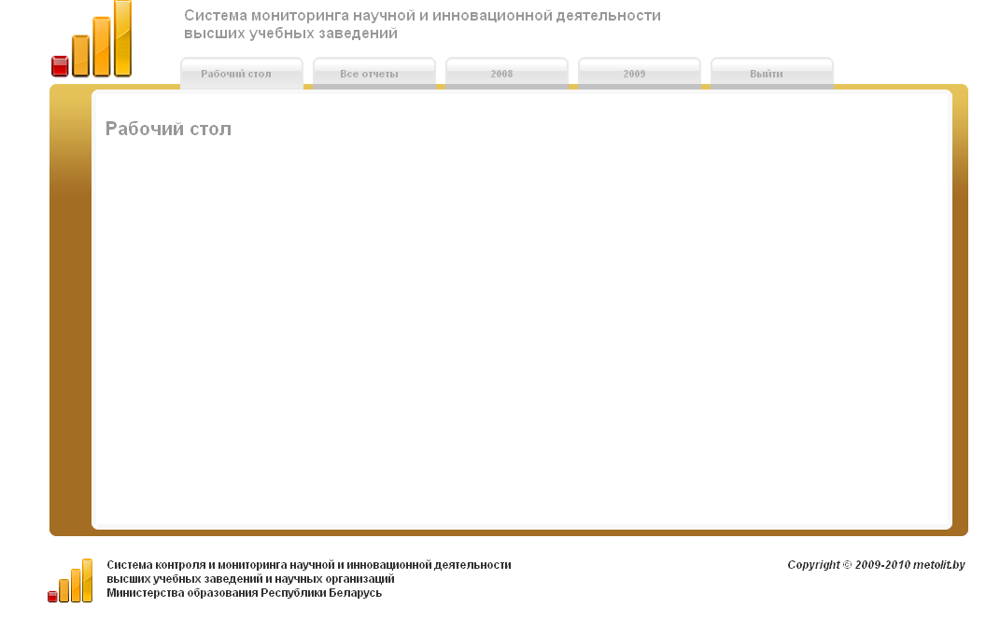 Система мониторинга научной и инновационной деятельности
высших учебных заведений
Рабочий стол
Все отчеты
2008
2009
Выйти
Рабочий стол
Система контроля и мониторинга научной и инновационной деятельности
высших учебных заведений и научных организаций
Министерства образования Республики Беларусь
Copyright © 2009-2010 metolit.by